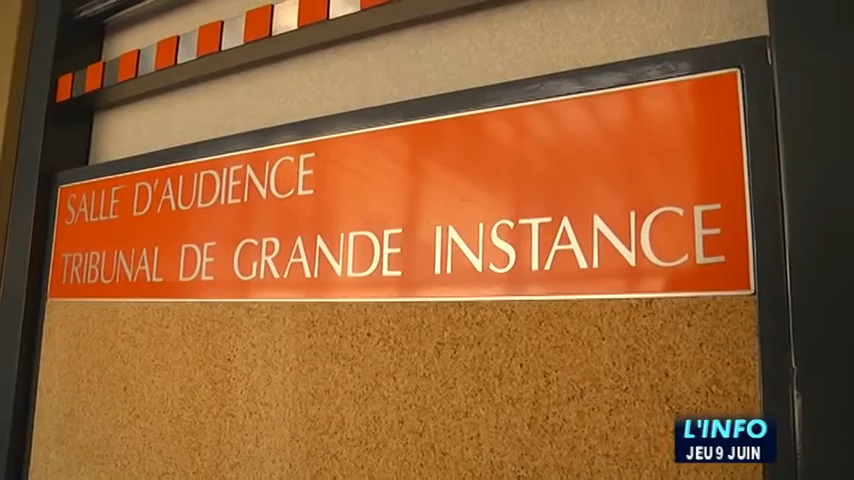 SALLE D'AUDIENCE
TRIBUNAL DE GRANDE INSTANCE
L'INFO
JEU 9 JUIN